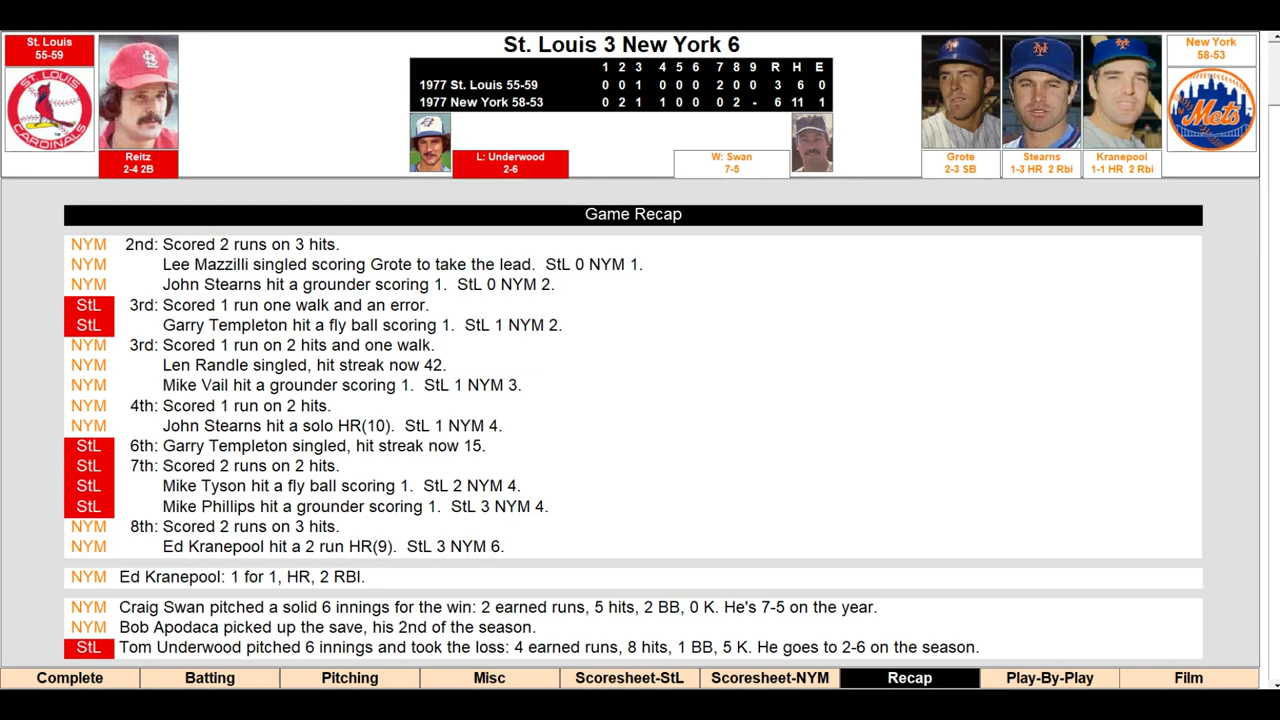 St. Louis 3 New York 6
St. Louis
55-59
ST. LOUIS
CARDINALS
Reitz
2-4 2B
1 2 3 4 5 6 7 8 9 R H E
1977 St. Louis 55-59 0 0 1 0 0 0 2 0 0 3 6 0
1977 New York 58-53 0 2 1 1 0 0 0 2 - 6 11 1
L: Underwood
2-6
W: Swan
7-5
Grote
2-3 SB
Stearns
1-3 HR 2 Rbi
Kranepool
1-1 HR 2 Rbi
New York
58-53
Mets
Game Recap
NYM 2nd: Scored 2 runs on 3 hits.
NYM Lee Mazzilli singled scoring Grote to take the lead. StL 0 NYM 1.
NYM John Stearns hit a grounder scoring 1. StL 0 NYM 2.
StL 3rd: Scored 1 run one walk and an error.
StL Garry Templeton hit a fly ball scoring 1. StL 1 NYM 2.
NYM 3rd: Scored 1 run on 2 hits and one walk.
NYM Len Randle singled, hit streak now 42.
NYM Mike Vail hit a grounder scoring 1. StL 1 NYM 3.
NYM 4th: Scored 1 run on 2 hits.
NYM John Stearns hit a solo HR(10). StL 1 NYM 4.
StL 6th: Garry Templeton singled, hit streak now 15.
StL 7th: Scored 2 runs on 2 hits.
StL Mike Tyson hit a fly ball scoring 1. StL 2 NYM 4.
StL Mike Phillips hit a grounder scoring 1. StL 3 NYM 4.
NYM 8th: Scored 2 runs on 3 hits.
NYM Ed Kranepool hit a 2 run HR(9). StL 3 NYM 6.
NYM Ed Kranepool: 1 for 1, HR, 2 RBI.
NYM Craig Swan pitched a solid 6 innings for the win: 2 earned runs, 5 hits, 2 BB, 0 K. He's 7-5 on the year.
NYM Bob Apodaca picked up the save, his 2nd of the season.
StL Tom Underwood pitched 6 innings and took the loss: 4 earned runs, 8 hits, 1 BB, 5 K. He goes to 2-6 on the season.
Complete Batting Pitching Misc Scoresheet-StL Scoresheet-NYM Recap Play-By-Play Film